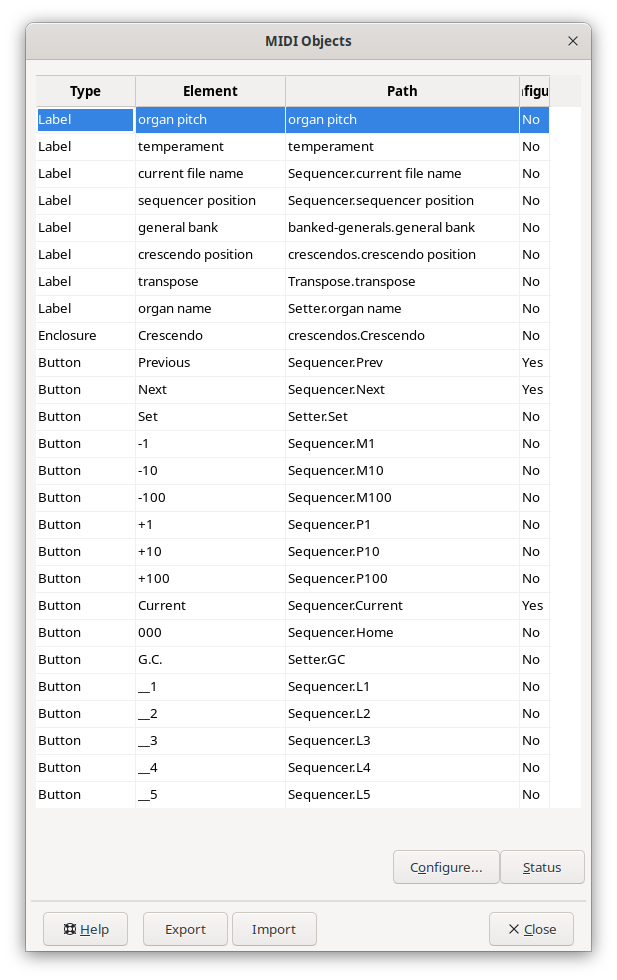 MIDI Objects
Type Element Path nfigu
Label organ pitch organ pitch No
Label temperament temperament No
Label current file name Sequencer.current file name No
Label sequencer position Sequencer.sequencer position No
Label general bank banked-generals.general bank No
Label crescendo position crescendos.crescendo position No
Label transpose Transpose.transpose No
Label organ name Setter.organ name No
Enclosure Crescendo crescendos.Crescendo No
Button Previous Sequencer.Prev Yes
Button Next Sequencer.Next Yes
Button Set Setter.Set No
Button -1 Sequencer.M1 No
Button -10 Sequencer.M10 No
Button -100 Sequencer.M100 No
Button +1 Sequencer.P1 No
Button +10 Sequencer.P10 No
Button +100 Sequencer.P100 No
Button Current Sequencer.Current Yes
Button 000 Sequencer.Home No
Button G.C. Setter.GC No
Button __1 Sequencer.L1 No
Button __2 Sequencer.L2 No
Button __3 Sequencer.L3 No
Button __4 Sequencer.L4 No
Button __5 Sequencer.L5 No
Configure... Status
Help Export Import Close